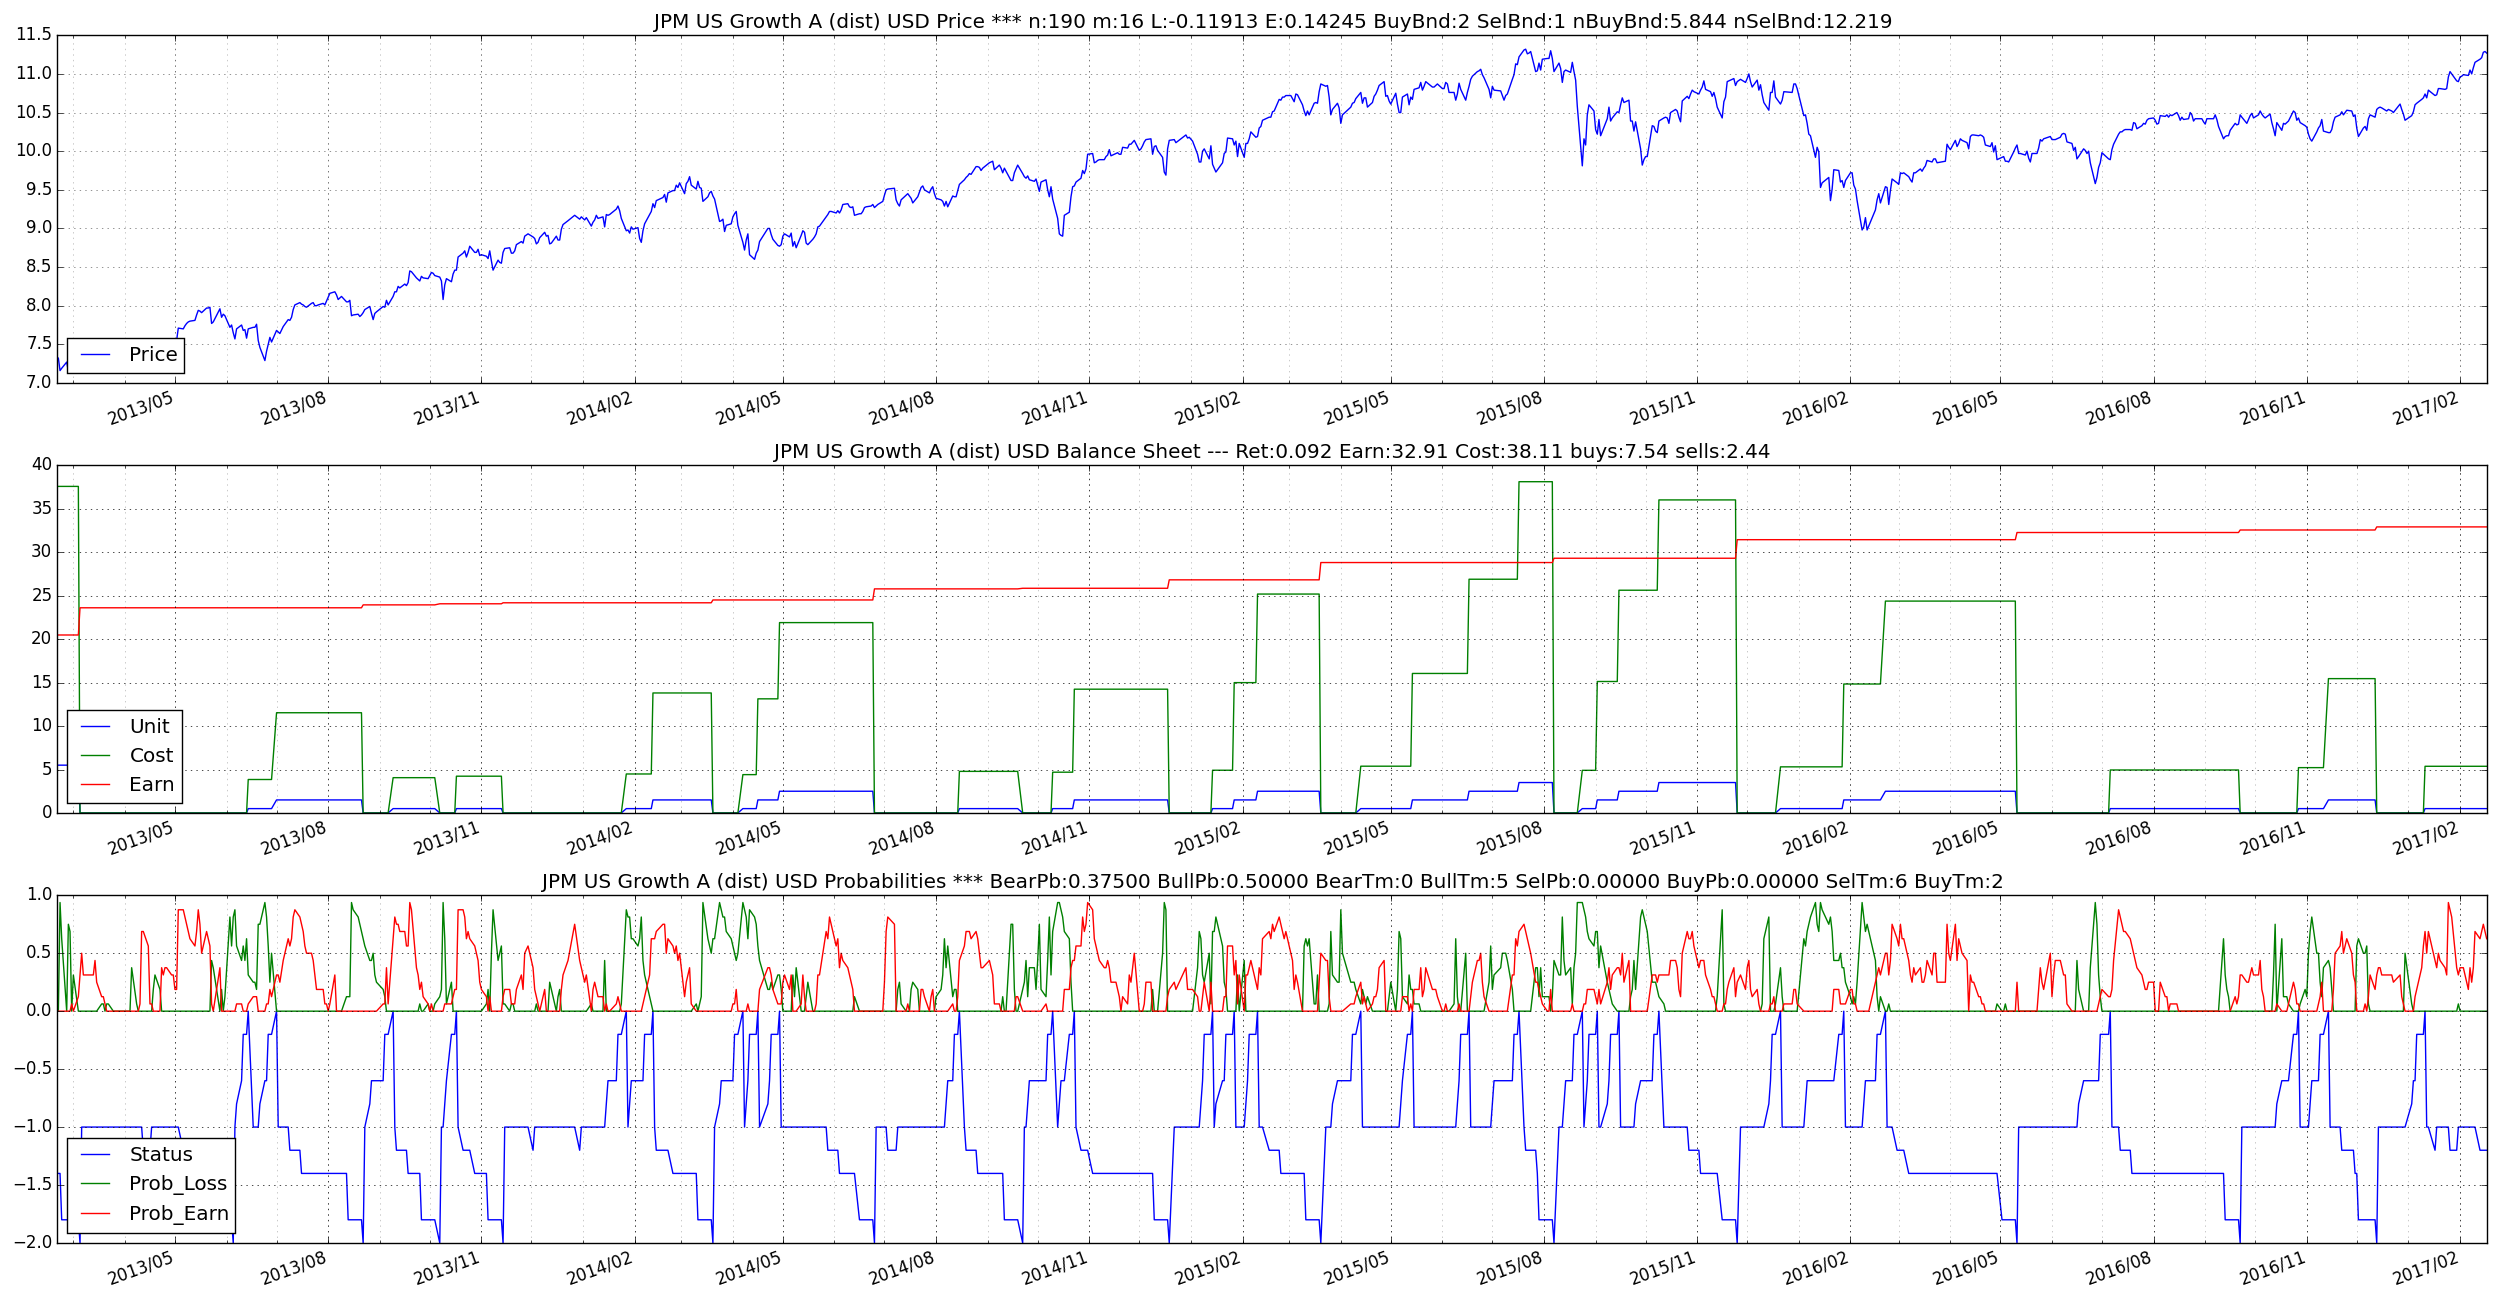 JPM US Growth A (dist) USD Price *** n:190 m:16 L:-0.11913 E:0.14245 BuyBnd:2 SelBnd:1 nBuyBnd:5.844 nSelBnd:12.219
11.5
11.0
10.5
10.0
9.5
9.0
8.5
8.0
7.5
7.0
Price
2013/05 2013/08 2013/11 2014/02 2014/05 2014/08 2014/11 2015/02 2015/05 2015/08 2015/11 2016/02 2016/05 2016/08 2016/11 2017/02
JPM US Growth A (dist) USD Balance Sheet --- Ret:0.092 Earn:32.91 Cost:38.11 buys:7.54 sells:2.44
40
35
30
25
20
15
10
5
0
Unit
Cost
Earn
2013/05 2013/08 2013/11 2014/02 2014/05 2014/08 2014/11 2015/02 2015/05 2015/08 2015/11 2016/02 2016/05 2016/08 2016/11 2017/02
JPM US Growth A (dist) USD Probabilities *** BearPb:0.37500 BullPb:0.50000 BearTm:0 BullTm:5 SelPb:0.00000 BuyPb:0.00000 SelTm:6 BuyTm:2
1.0
0.5
0.0
−0.5
−1.0
−1.5
−2.0
Status
Prob_Loss
Prob_Earn
2013/05 2013/08 2013/11 2014/02 2014/05 2014/08 2014/11 2015/02 2015/05 2015/08 2015/11 2016/02 2016/05 2016/08 2016/11 2017/02